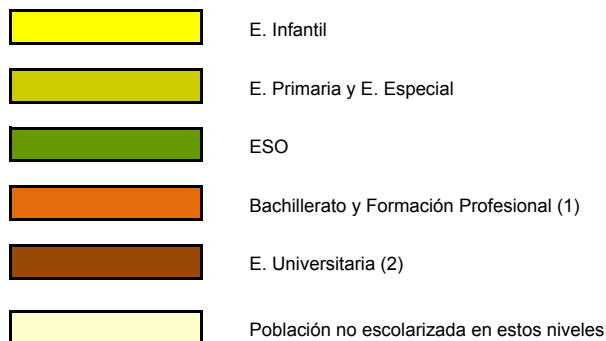 E. Infantil
E. Primaria y E. Especial
ESO
Bachillerato y Formación Profesional (1)
E. Universitaria (2)
Población no escolarizada en estos niveles